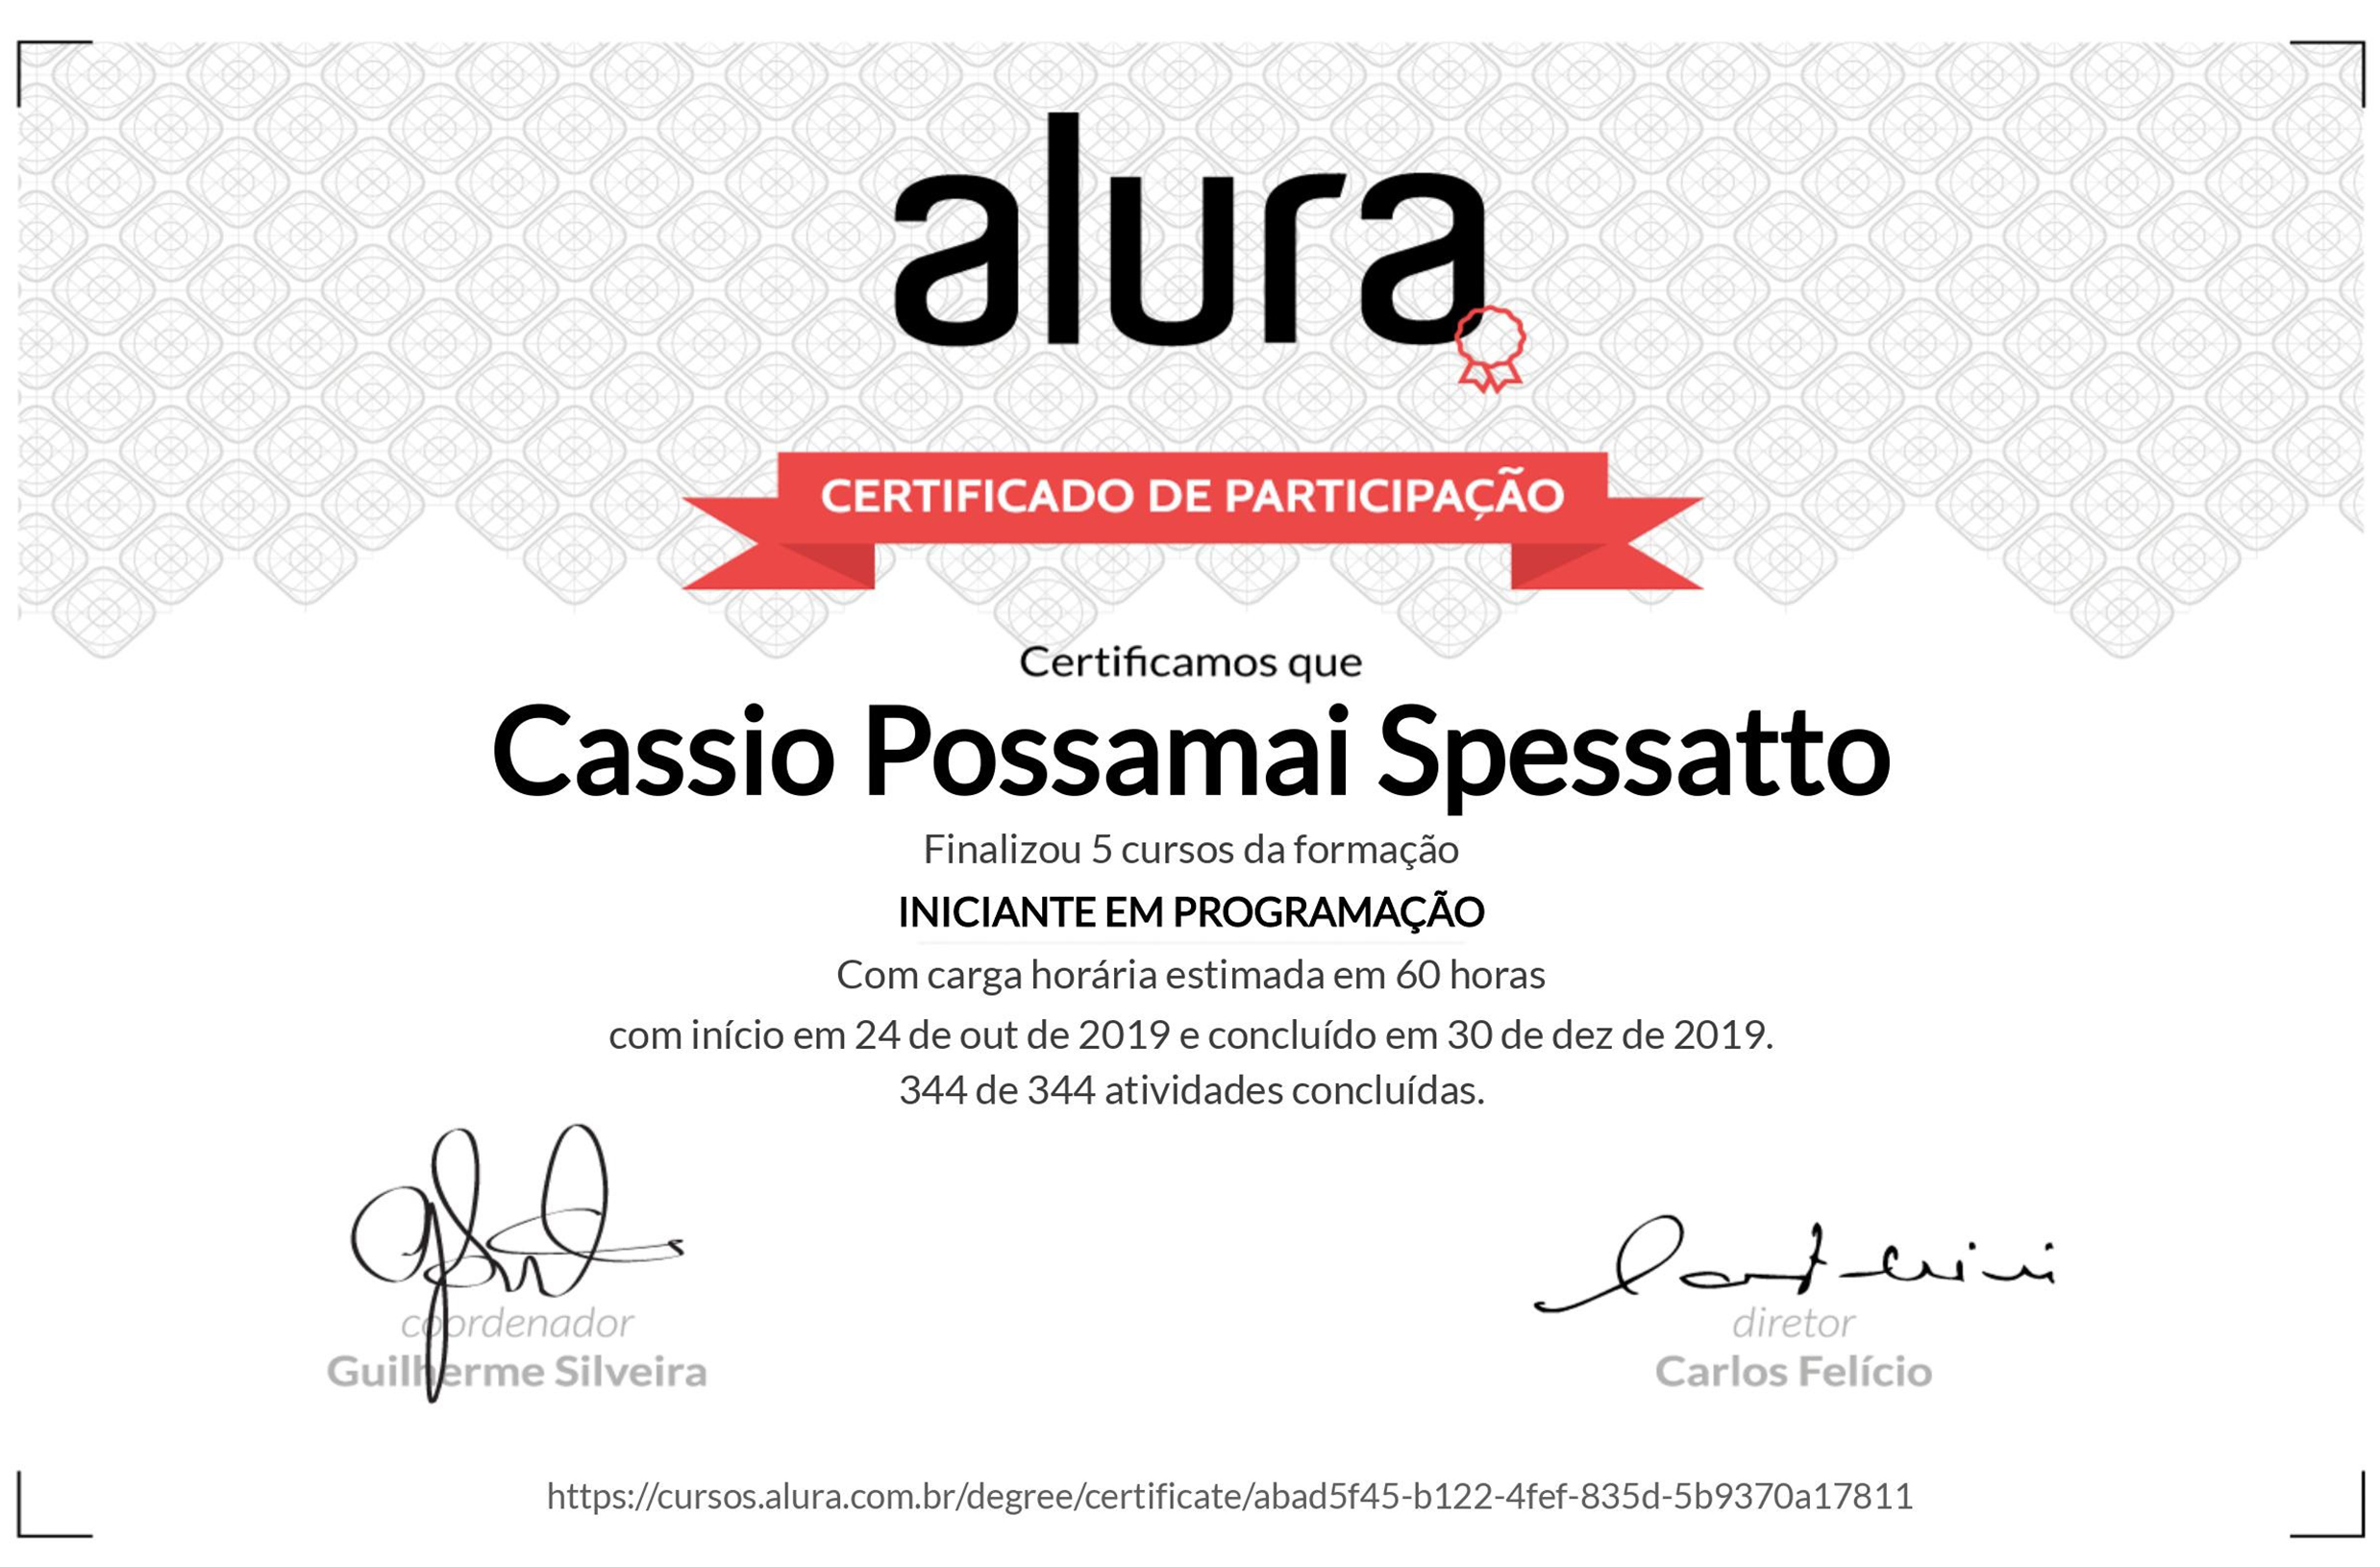 alura
CERTIFICADO DE PARTICIPAÇÃO
Certificamos que
Cassio Possamai Spessatto
Finalizou 5 cursos da formação
INICIANTE EM PROGRAMAÇÃO
Com carga horária estimada em 60 horas
com início em 24 de out de 2019 e concluído em 30 de dez de 2019.
344 de 344 atividades concluídas.
coordenador
Guilherme Silveira
diretor
Carlos Felício
https://cursos.alura.com.br/degree/certificate/abad5f45-b122-4fef-835d-5b9370a17811